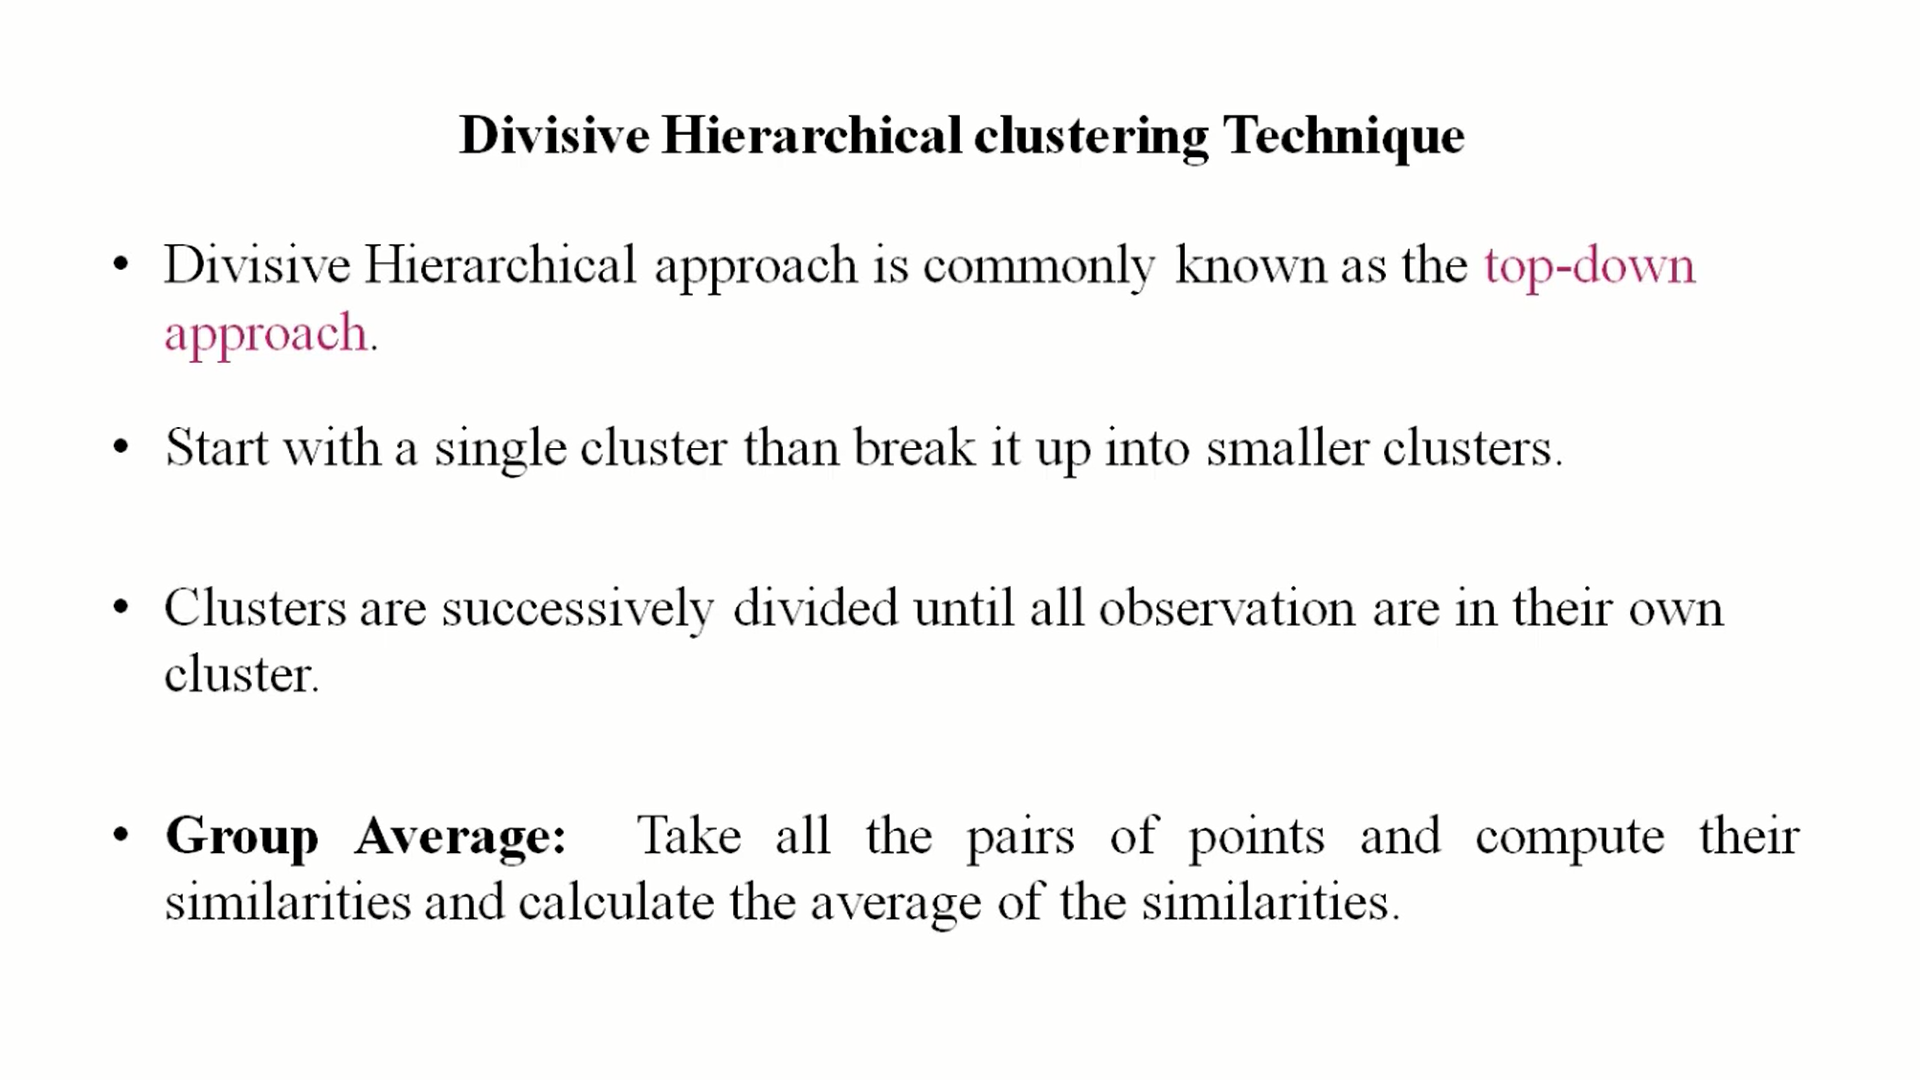 Divisive Hierarchical clustering Technique
• Divisive Hierarchical approach is commonly known as the top-down
approach.
• Start with a single cluster than break it up into smaller clusters.
• Clusters are successively divided until all observation are in their own
cluster.
• Group Average: Take all the pairs of points and compute their
similarities and calculate the average of the similarities.